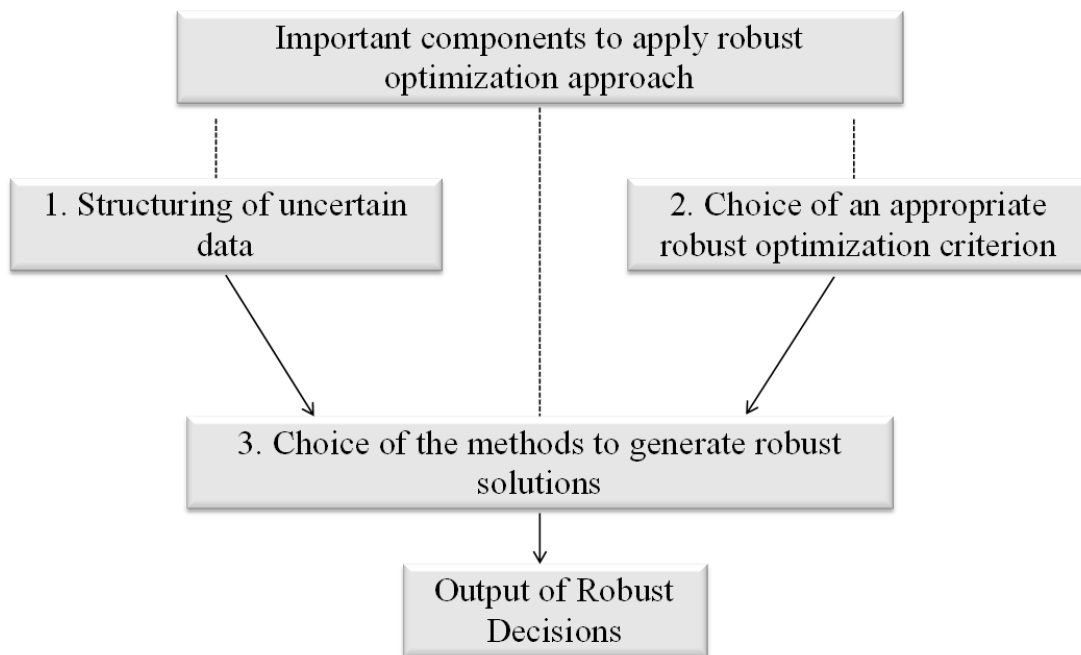 Important components to apply robust
optimization approach
1. Structuring of uncertain
data
2. Choice of an appropriate
robust optimization criterion
3. Choice of the methods to generate robust
solutions
Output of Robust
Decisions